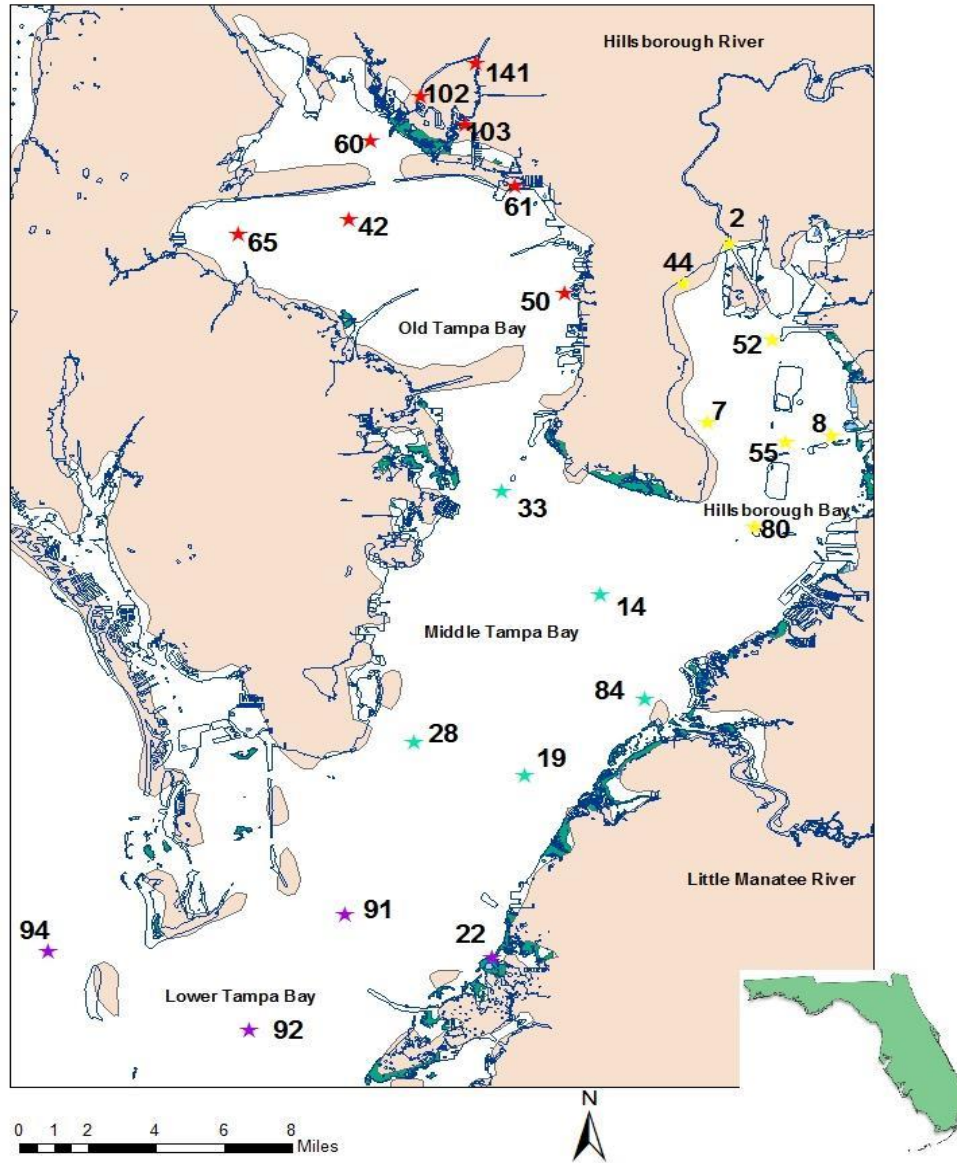 Hillsborough River
141
102
103
60
61
2
42
65
44
50
Old Tampa Bay
52
7
8
55
33
Hillsborough Bay
80
14
Middle Tampa Bay
84
28
19
Little Manatee River
91
94
22
Lower Tampa Bay
92
N
0 1 2 4 6 8
Miles